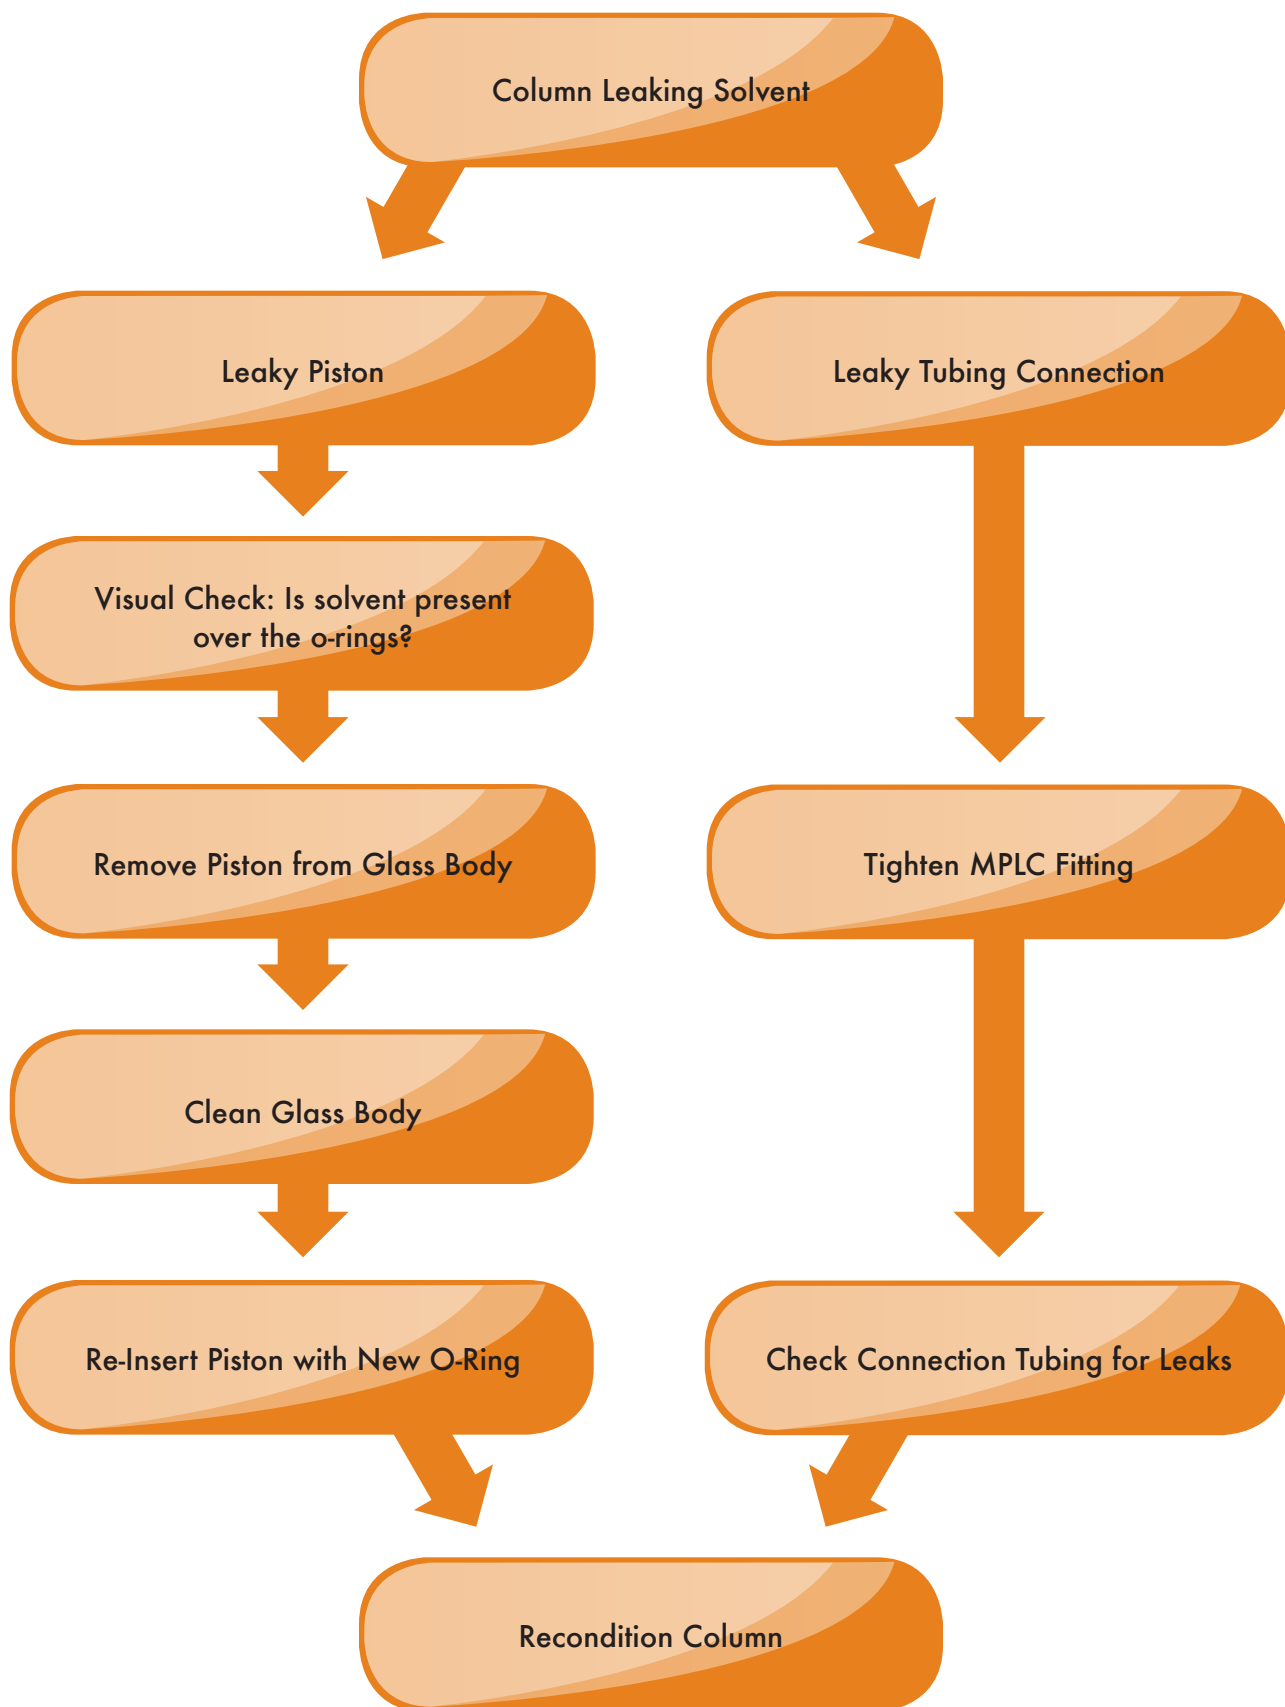 Column Leaking Solvent
Leaky Piston
Leaky Tubing Connection
Visual Check: Is solvent present
over the o-rings?
Remove Piston from Glass Body
Tighten MPLC Fitting
Clean Glass Body
Re-Insert Piston with New O-Ring
Check Connection Tubing for Leaks
Recondition Column